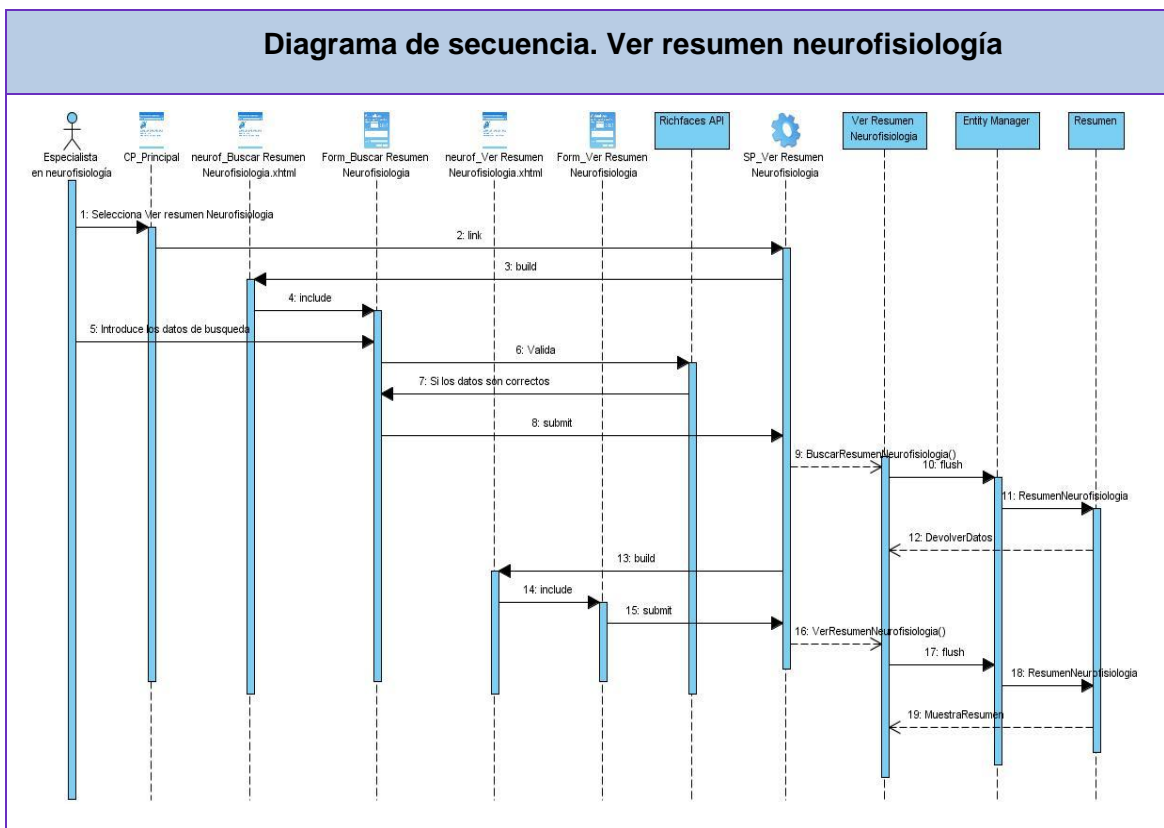 Diagrama de secuencia. Ver resumen neurofisiología
Especialista
en neurofisiología
CP_Principal
neurof_Buscar Resumen
Neurofisiologia.xhtml
Form_Buscar Resumen
Neurofisiologia
neurof_Ver Resumen
Neurofisiologia.xhtml
Form_Ver Resumen
Neurofisiologia
Richfaces API
SP_Ver Resumen
Neurofisiologia
Ver Resumen
Neurofisiologia
Entity Manager
Resumen
1: Selecciona Ver resumen Neurofisiologia
2: link
3: build
4: include
5: Introduce los datos de busqueda
6: Valida
7: Si los datos son correctos
8: submit
9: BuscarResumenNeurofisiologia()
10: flush
11: ResumenNeurofisiologia
12: DevolverDatos
13: build
14: include
15: submit
16: VerResumenNeurofisiologia()
17: flush
18: ResumenNeurofisiologia
19: MuestraResumen